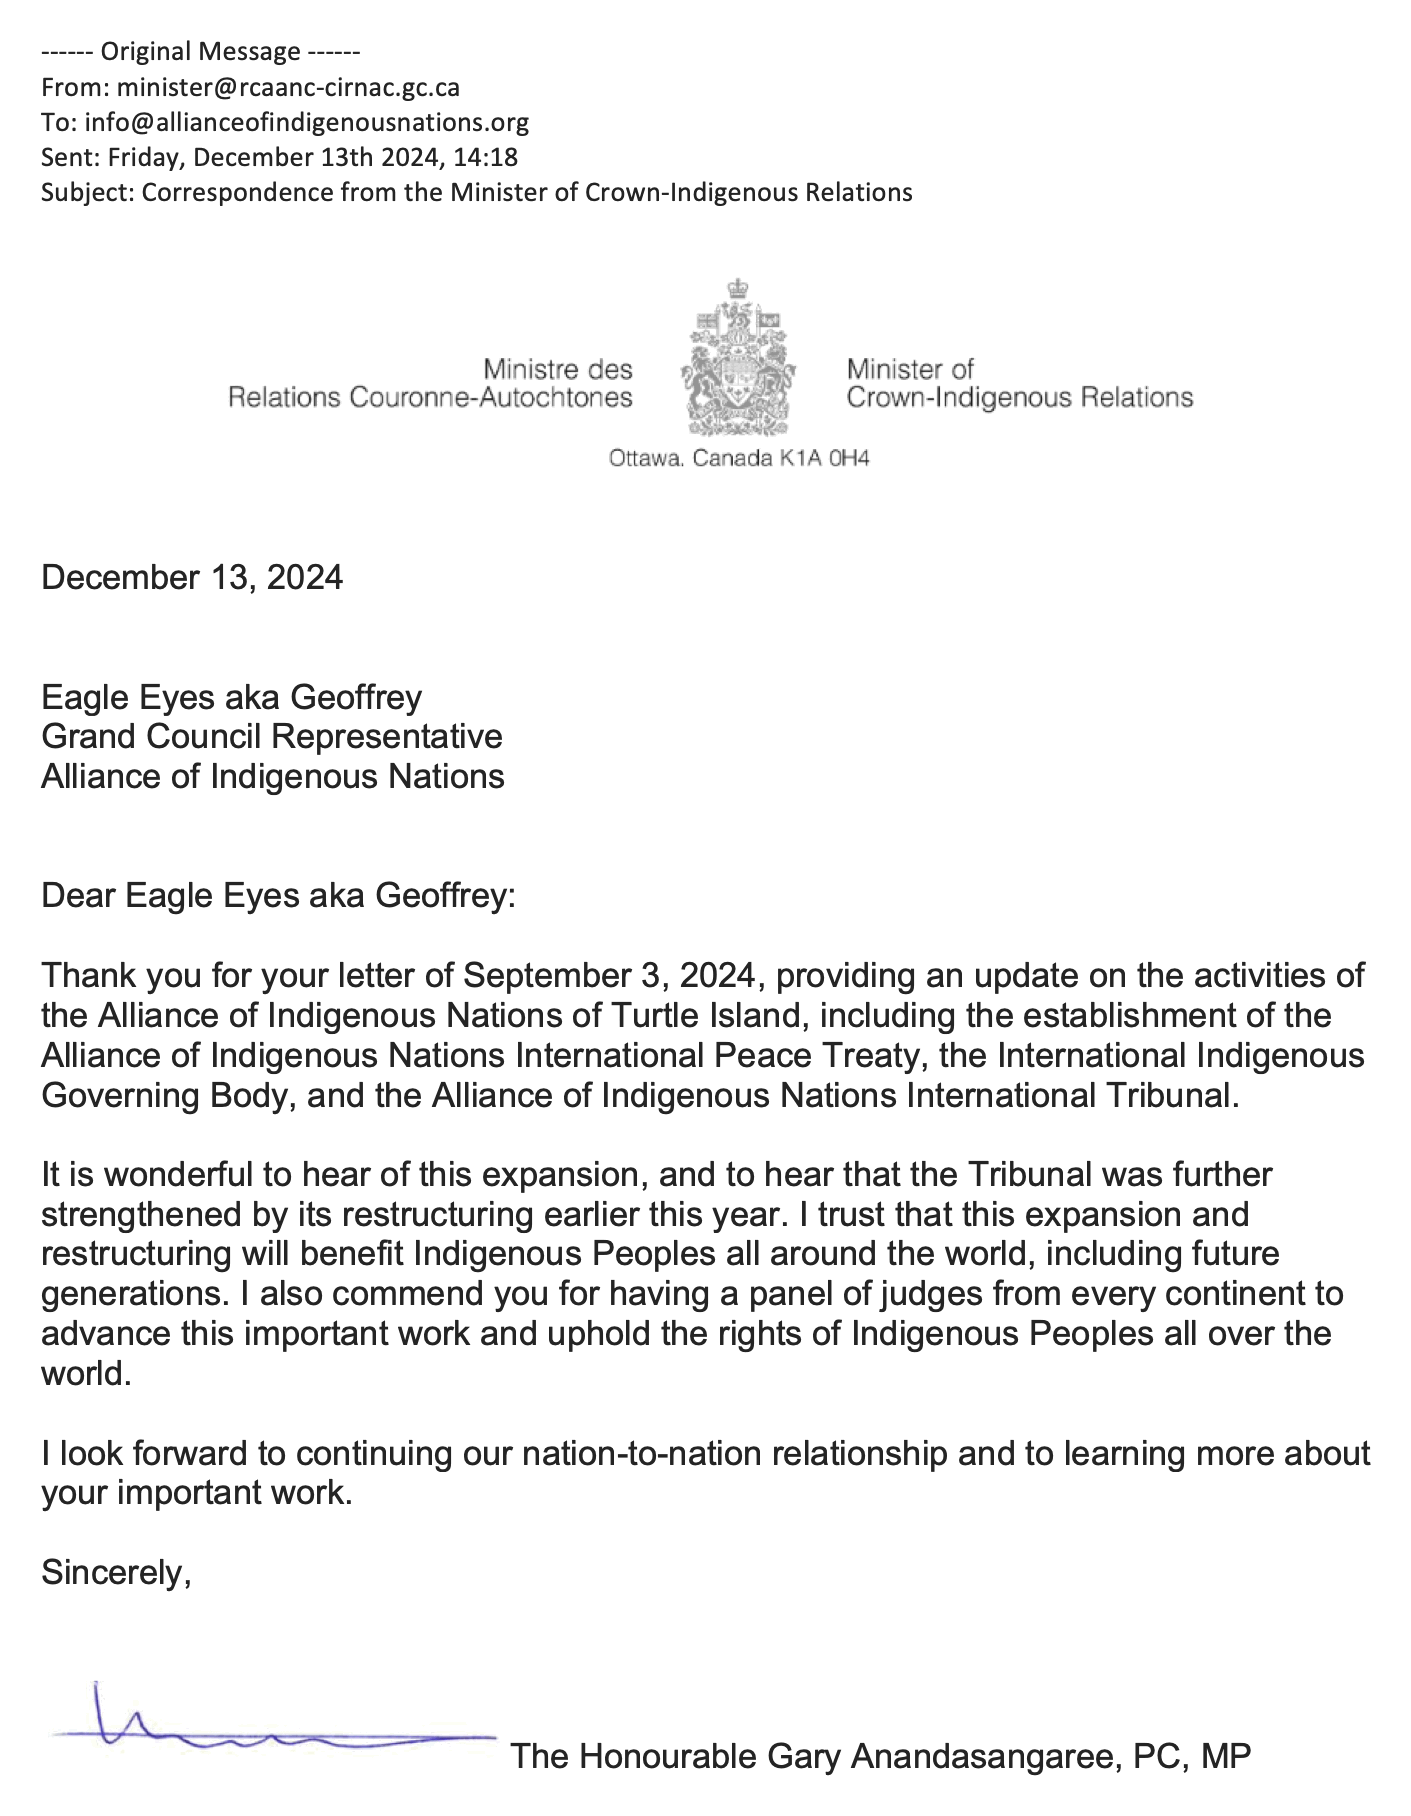 ------ Original Message ------
From: minister@rcaanc-cirnac.gc.ca
To: info@allianceofindigenousnations.org
Sent: Friday, December 13th 2024, 14:18
Subject: Correspondence from the Minister of Crown-Indigenous Relations
Ministre des
Relations Couronne-Autochtones
Minister of
Crown-Indigenous Relations
Ottawa. Canada K1A 0H4
December 13, 2024
Eagle Eyes aka Geoffrey
Grand Council Representative
Alliance of Indigenous Nations
Dear Eagle Eyes aka Geoffrey:
Thank you for your letter of September 3, 2024, providing an update on the activities of
the Alliance of Indigenous Nations of Turtle Island, including the establishment of the
Alliance of Indigenous Nations International Peace Treaty, the International Indigenous
Governing Body, and the Alliance of Indigenous Nations International Tribunal.
It is wonderful to hear of this expansion, and to hear that the Tribunal was further
strengthened by its restructuring earlier this year. I trust that this expansion and
restructuring will benefit Indigenous Peoples all around the world, including future
generations. I also commend you for having a panel of judges from every continent to
advance this important work and uphold the rights of Indigenous Peoples all over the
world.
I look forward to continuing our nation-to-nation relationship and to learning more about
your important work.
Sincerely,
The Honourable Gary Anandasangaree, PC, MP